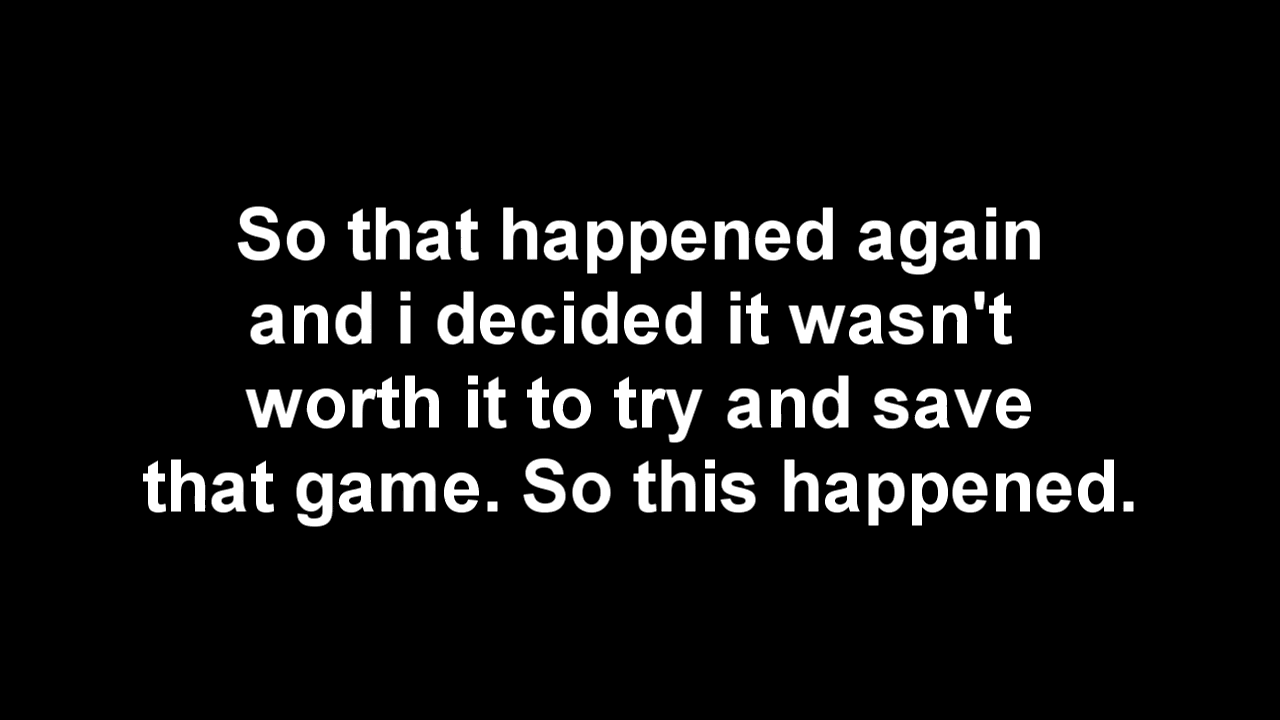 So that happened again
and i decided it wasn't
worth it to try and save
that game. So this happened.